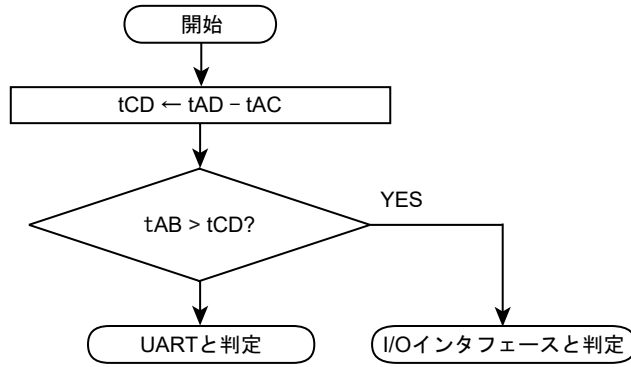 開始
tCD ← tAD − tAC
tAB > tCD?
YES
UARTと判定
I/Oインタフェースと判定